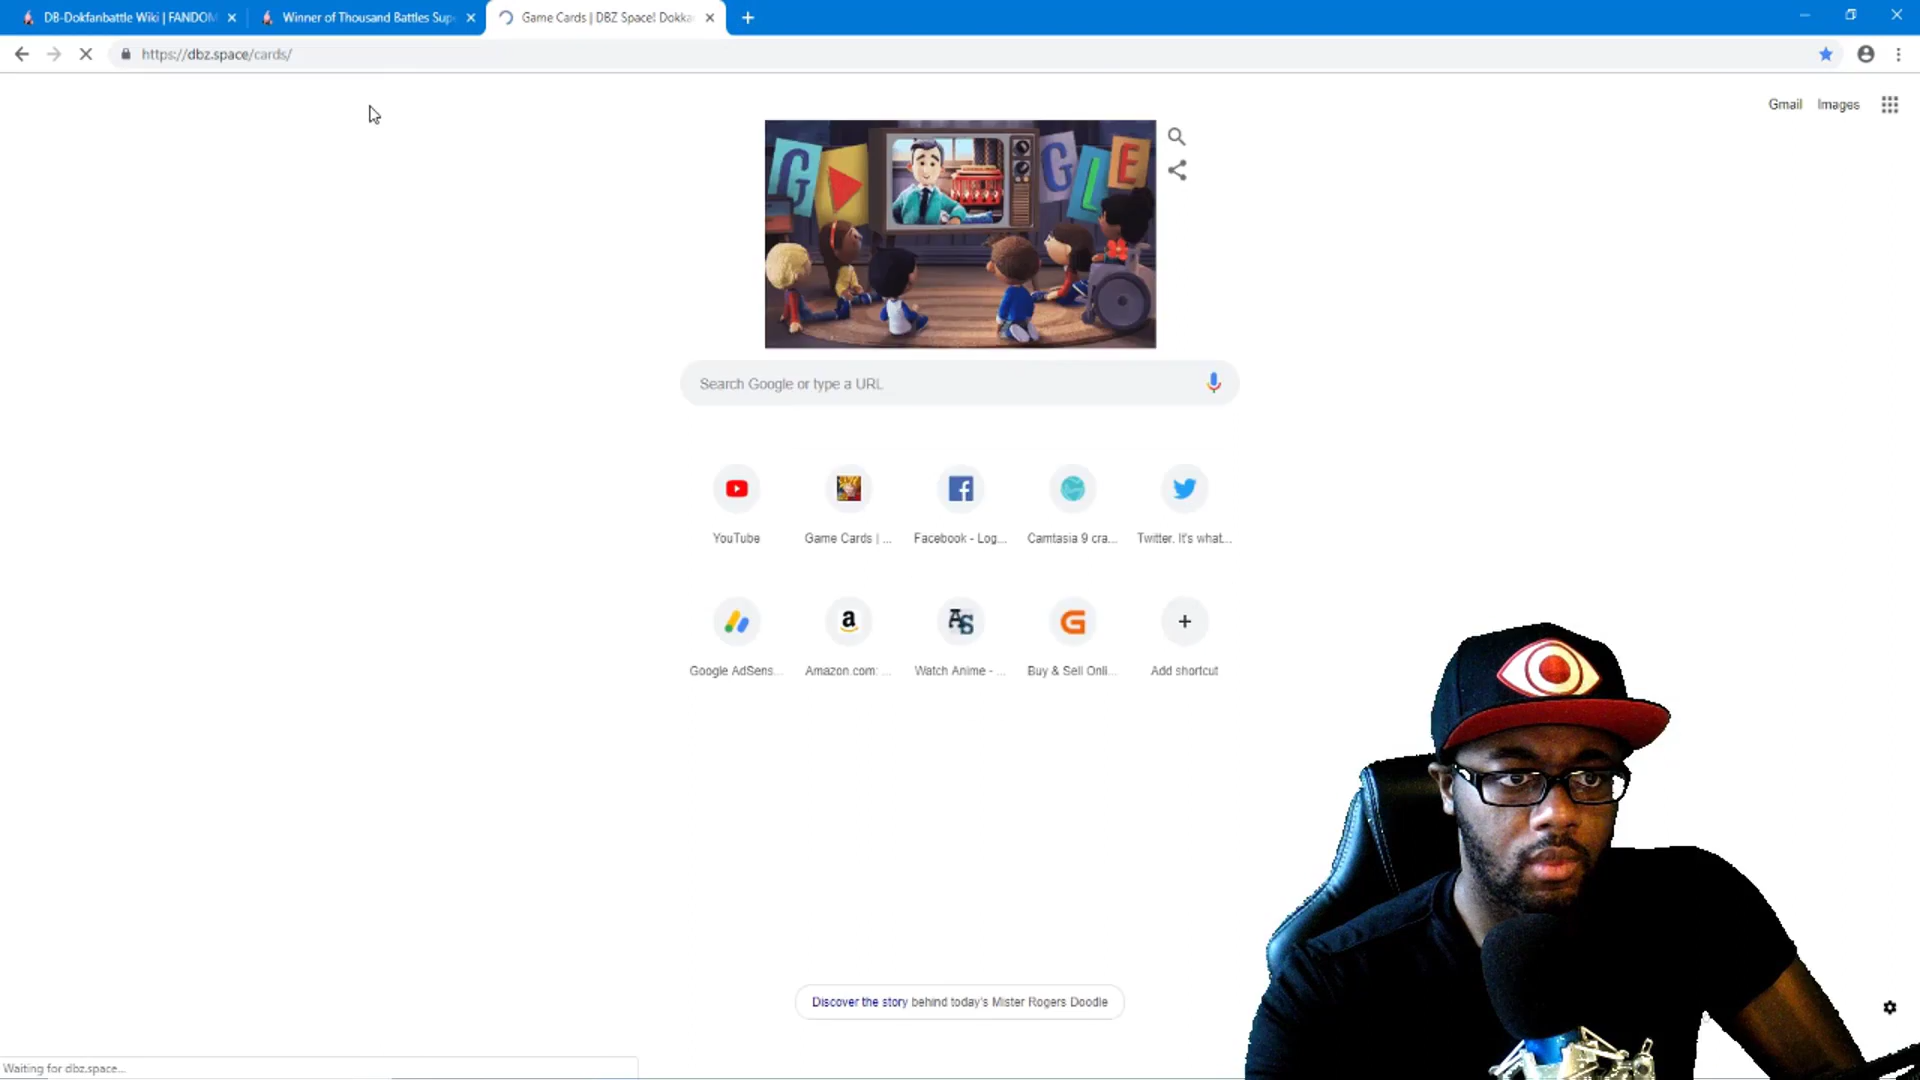 DB-Dokfanbattle Wiki | FANDOM
Winner of Thousand Battles Sup
Game Cards | DBZ Space! Dokka
https://dbz.space/cards/
Gmail Images
G GLE
Search Google or type a URL
YouTube
Game Cards | ...
Facebook - Log...
Camtasia 9 cra...
Twitter. It's what...
a
AS
G
Google AdSens...
Amazon.com: ...
Watch Anime - ...
Buy & Sell Onli...
Add shortcut
Discover the story behind today's Mister Rogers Doodle
Waiting for dbz.space...